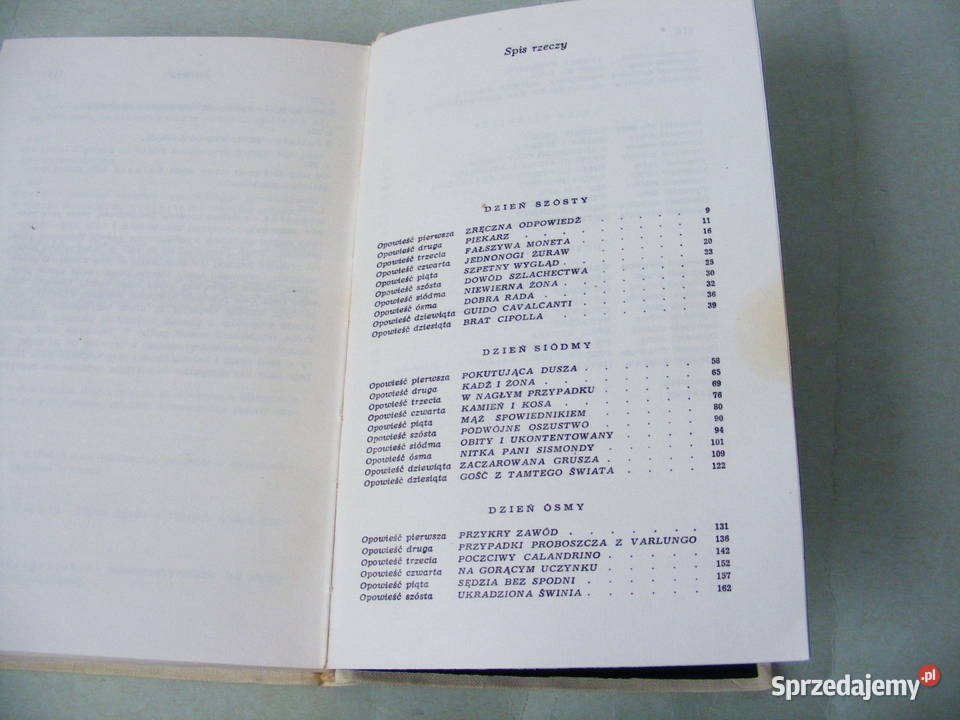 Spis rzeczy
DZIEŃ SZÓSTY
Opowieść pierwsza ZRĘCZNA ODPOWIEDŹ . . . . . . 9
Opowieść druga PIEKARZ . . . . . . . . 11
Opowieść trzecia FAŁSZYWA MONETA . . . . . . 16
Opowieść czwarta JEDNONOGI ŻURAW . . . . . . 20
Opowieść piąta SZPETNY WYGLĄD . . . . . . 23
Opowieść szósta DOWÓD SZLACHECTWA . . . . . 25
Opowieść siódma NIEWIERNA ŻONA . . . . . . 30
Opowieść ósma DOBRA RADA . . . . . . . 32
Opowieść dziewiąta GUIDO CAVALCANTI . . . . . 36
Opowieść dziesiąta BRAT CIPOLLA . . . . . . 39
DZIEŃ SIÓDMY
Opowieść pierwsza POKUTUJĄCA DUSZA . . . . . . 58
Opowieść druga KADŹ I ŻONA . . . . . . . 65
Opowieść trzecia W NAGŁYM PRZYPADKU . . . . . 69
Opowieść czwarta KAMIEŃ I KOSA . . . . . . 76
Opowieść piąta MĄŻ SPOWIEDNIKIEM . . . . . 80
Opowieść szósta PODWÓJNE OSZUSTWO . . . . . 90
Opowieść siódma OBITY I UKONTENTOWANY . . . . 94
Opowieść ósma NITKA PANI SISMONDY . . . . . 101
Opowieść dziewiąta ZACZAROWANA GRUSZA . . . . . 109
Opowieść dziesiąta GOŚĆ Z TAMTEGO ŚWIATA . . . . 122
DZIEŃ ÓSMY
Opowieść pierwsza PRZYKRY ZAWÓD . . . . . . 131
Opowieść druga PRZYPADKI PROBOSZCZA Z VARLUNGO 136
Opowieść trzecia POCZCIWY CALANDRINO . . . . . 142
Opowieść czwarta NA GORĄCYM UCZYNKU . . . . . 152
Opowieść piąta SĘDZIA BEZ SPODNI . . . . . . 157
Opowieść szósta UKRADZIONA ŚWINIA . . . . . . 162
Sprzedajemy.pl